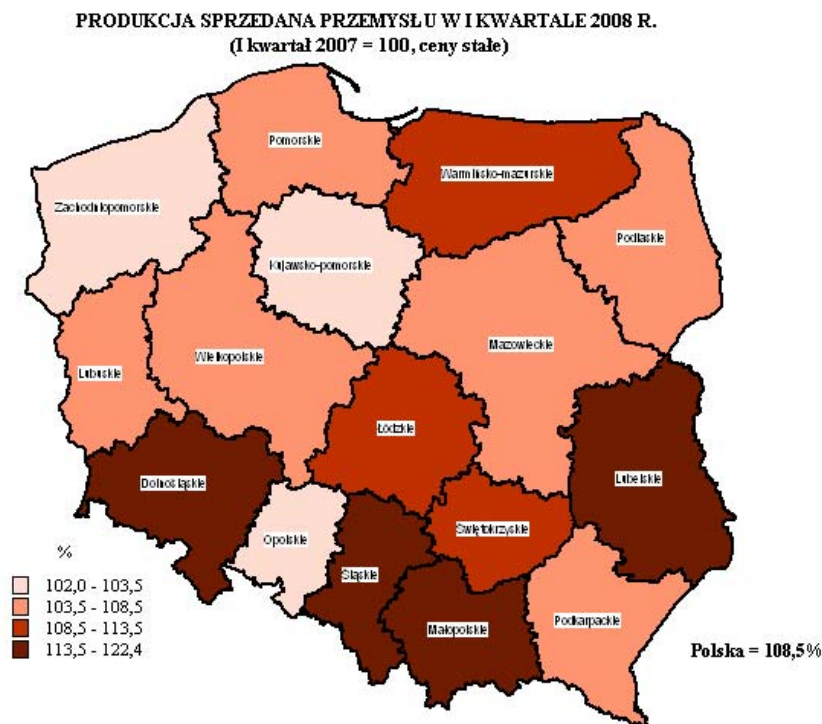 PRODUKCJA SPRZEDANA PRZEMYSŁU W I KWARTALE 2008 R.
(I kwartał 2007 = 100, ceny stałe)
Pomorskie
Warmińsko-mazurskie
Zachodniopomorskie
Podlaskie
Kujawsko-pomorskie
Mazowieckie
Wielkopolskie
Lubuskie
Łódzkie
Dolnośląskie
Lubelskie
Świętokrzyskie
Opolskie
Śląskie
Podkarpackie
Małopolskie
%
102,0 - 103,5
103,5 - 108,5
108,5 - 113,5
113,5 - 122,4
Polska = 108,5%